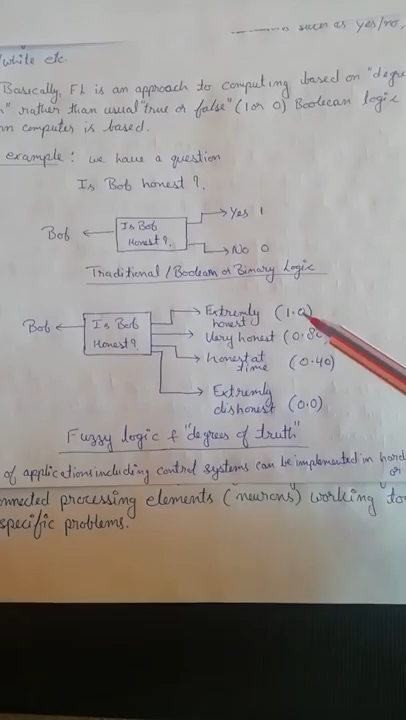 such as yes/no,
/white etc.
Basically, FL is an approach to computing based on "degre
" rather than usual "true or false" (1 or 0) Boolean logic
rn computer is based.
example: we have a question
Is Bob honest?.
Bob
Is Bob
Honest?.
Yes 1
No 0
Traditional/Boolean or Binary Logic
Bob
Is Bob
Honest?.
Extremly
honest (1.0)
Very honest (0.8
honest at
time (0.40)
Extremly
dishonest (0.0)
Fuzzy logic "degrees of truth"
of application including control systems can be implemented in hard
or
nnected processing elements (neurons) working to
specific problems.